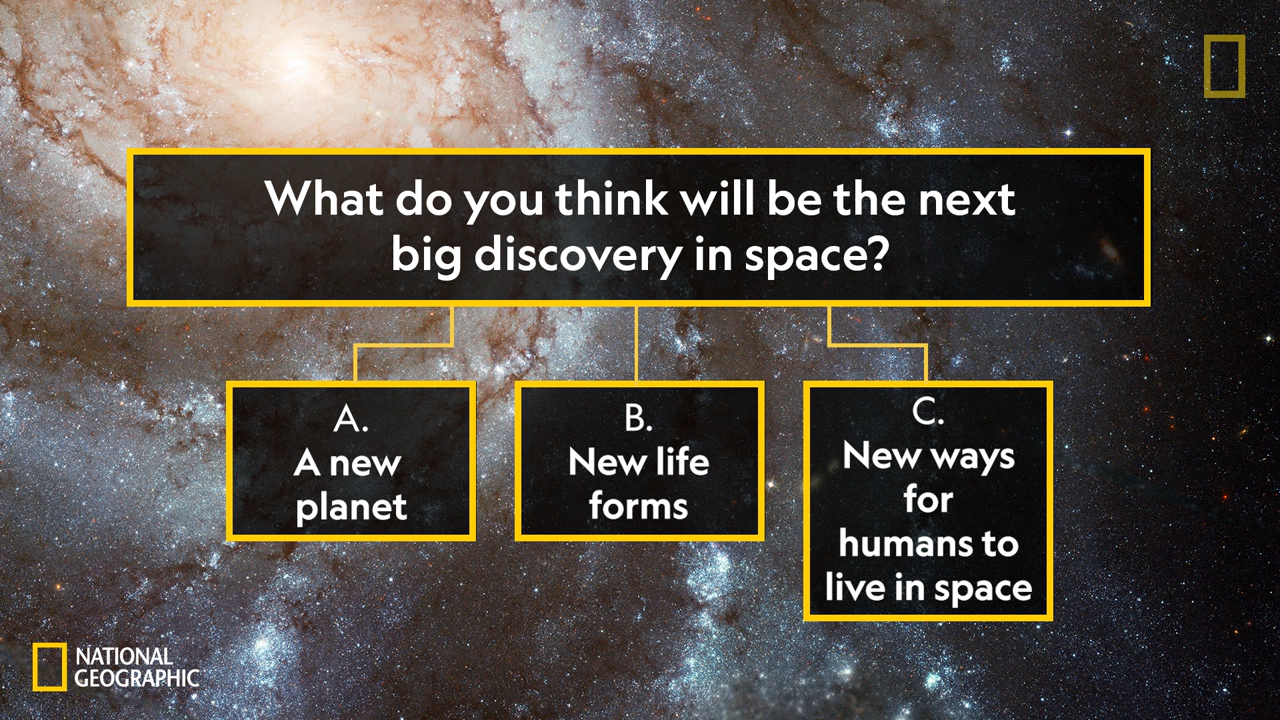 What do you think will be the next
big discovery in space?
A.
A new
planet
B.
New life
forms
C.
New ways
for
humans to
live in space
NATIONAL
GEOGRAPHIC